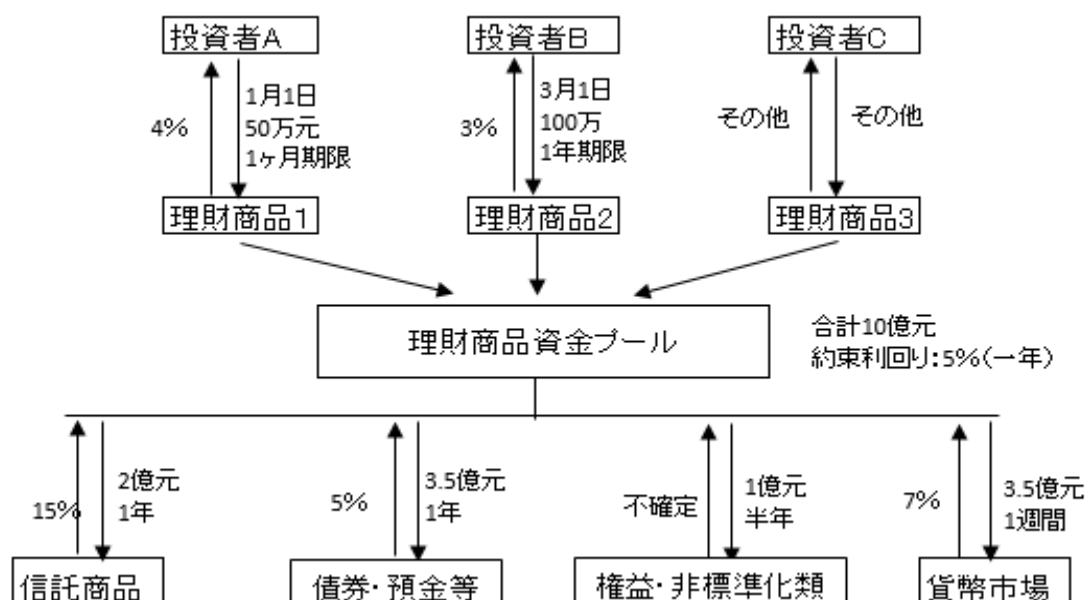 投資者A
投資者B
投資者C
4%
1月1日
50万元
1ヶ月期限
3%
3月1日
100万
1年期限
その他
その他
理財商品1
理財商品2
理財商品3
理財商品資金プール
合計10億元
約束利回り:5%(一年)
15%
2億元
1年
5%
3.5億元
1年
不確定
1億元
半年
7%
3.5億元
1週間
信託商品
債券・預金等
権益・非標準化類
貨幣市場